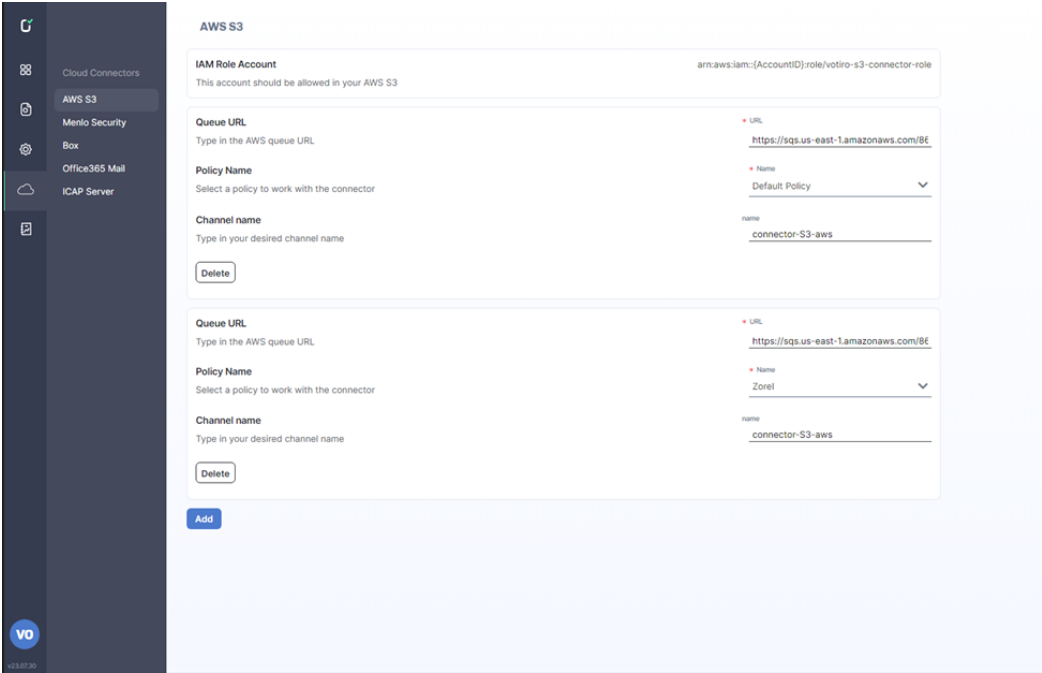 AWS S3
Cloud Connectors
AWS S3
Menlo Security
Box
Office365 Mail
ICAP Server
IAM Role Account
arn:aws:iam::{AccountID}:role/votiro-s3-connector-role
This account should be allowed in your AWS S3
Queue URL
* URL
Type in the AWS queue URL
https://sqs.us-east-1.amazonaws.com/86
Policy Name
* Name
Select a policy to work with the connector
Default Policy
Channel name
name
Type in your desired channel name
connector-S3-aws
Delete
Queue URL
* URL
Type in the AWS queue URL
https://sqs.us-east-1.amazonaws.com/86
Policy Name
* Name
Select a policy to work with the connector
Zorel
Channel name
name
Type in your desired channel name
connector-S3-aws
Delete
Add
VO
v23.07.30